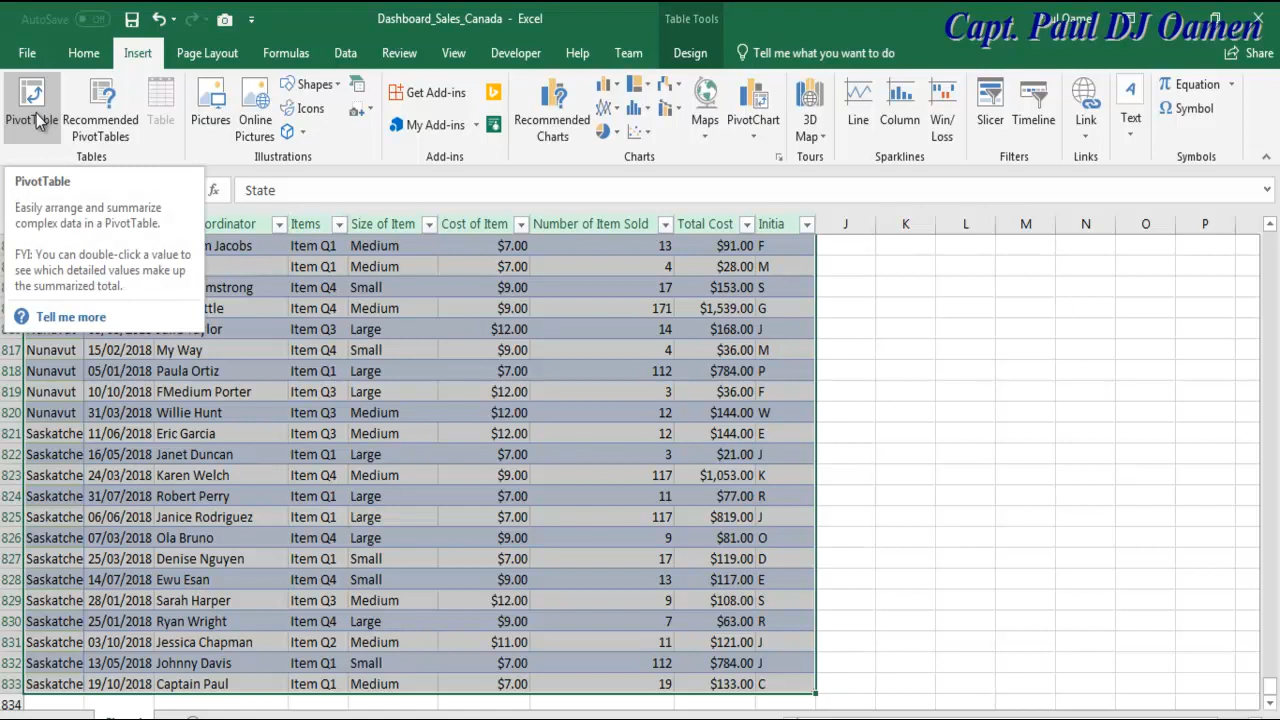 AutoSave Off
Dashboard_Sales_Canada - Excel
Table Tools
Capt. Paul DJ Oamen
File Home Insert Page Layout Formulas Data Review View Developer Help Team Design Tell me what you want to do Share
PivotTable
Recommended PivotTables
Table
Tables
Pictures
Online Pictures
Shapes
Icons
Illustrations
Get Add-ins
My Add-ins
Add-ins
Recommended Charts
Maps
PivotChart
Charts
3D Map
Tours
Line
Column
Win/Loss
Sparklines
Slicer
Timeline
Filters
Link
Links
Text
Equation
Symbol
Symbols
PivotTable
Easily arrange and summarize
complex data in a PivotTable.
FYI: You can double-click a value to
see which detailed values make up
the summarized total.
Tell me more
fx State
ordinator Items Size of Item Cost of Item Number of Item Sold Total Cost Initia J K L M N O P
Jacobs Item Q1 Medium $7.00 13 $91.00 F
Item Q1 Medium $7.00 4 $28.00 M
mstrong Item Q4 Small $9.00 17 $153.00 S
ttle Item Q4 Medium $9.00 171 $1,539.00 G
Item Q3 Large $12.00 14 $168.00 J
817 Nunavut 15/02/2018 My Way Item Q4 Small $9.00 4 $36.00 M
818 Nunavut 05/01/2018 Paula Ortiz Item Q1 Large $7.00 112 $784.00 P
819 Nunavut 10/10/2018 FMedium Porter Item Q3 Large $12.00 3 $36.00 F
820 Nunavut 31/03/2018 Willie Hunt Item Q3 Medium $12.00 12 $144.00 W
821 Saskatche 11/06/2018 Eric Garcia Item Q3 Medium $12.00 12 $144.00 E
822 Saskatche 16/05/2018 Janet Duncan Item Q1 Large $7.00 3 $21.00 J
823 Saskatche 24/03/2018 Karen Welch Item Q4 Medium $9.00 117 $1,053.00 K
824 Saskatche 31/07/2018 Robert Perry Item Q1 Large $7.00 11 $77.00 R
825 Saskatche 06/06/2018 Janice Rodriguez Item Q1 Large $7.00 117 $819.00 J
826 Saskatche 07/03/2018 Ola Bruno Item Q4 Large $9.00 9 $81.00 O
827 Saskatche 25/03/2018 Denise Nguyen Item Q1 Small $7.00 17 $119.00 D
828 Saskatche 14/07/2018 Ewu Esan Item Q4 Small $9.00 13 $117.00 E
829 Saskatche 28/01/2018 Sarah Harper Item Q3 Medium $12.00 9 $108.00 S
830 Saskatche 25/01/2018 Ryan Wright Item Q4 Large $9.00 7 $63.00 R
831 Saskatche 03/10/2018 Jessica Chapman Item Q2 Medium $11.00 11 $121.00 J
832 Saskatche 13/05/2018 Johnny Davis Item Q1 Small $7.00 112 $784.00 J
833 Saskatche 19/10/2018 Captain Paul Item Q1 Medium $7.00 19 $133.00 C
834